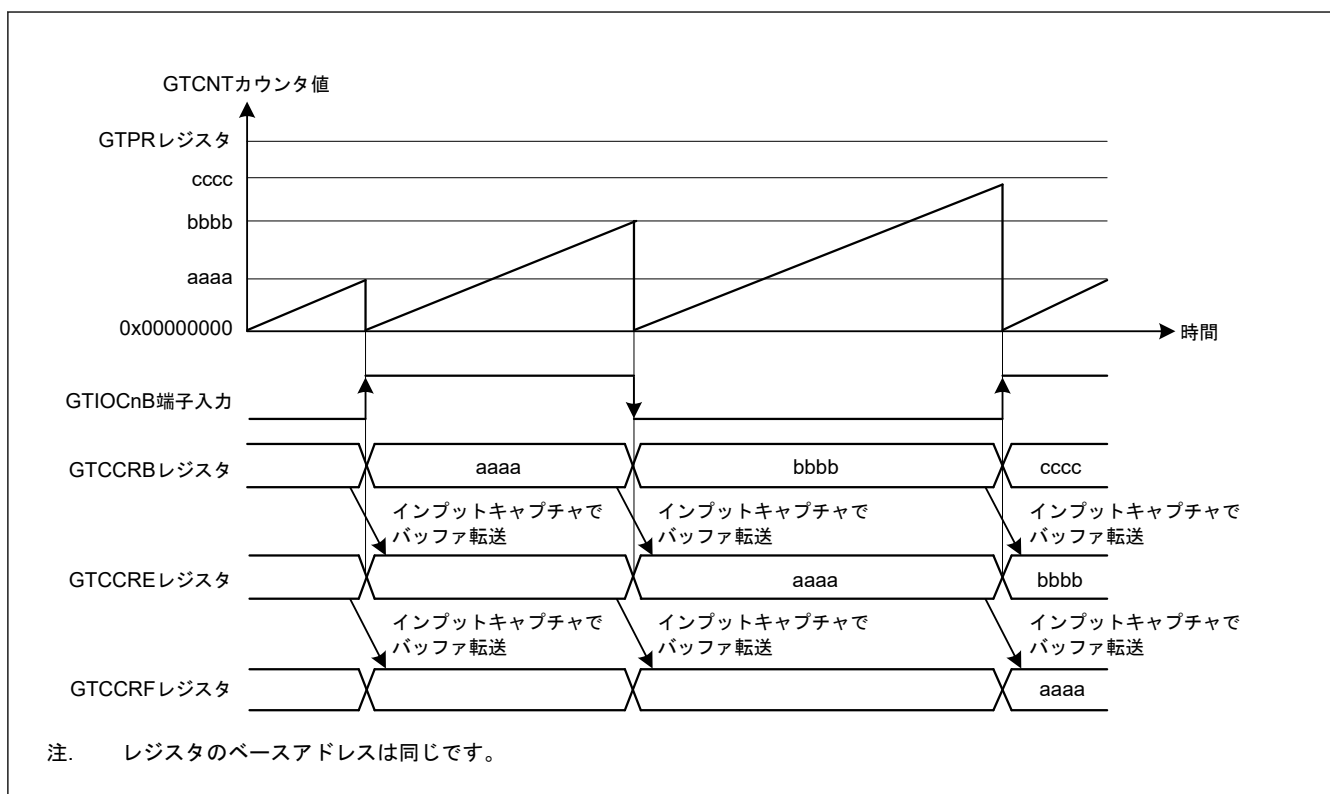 GTCNTカウンタ値
GTPRレジスタ
cccc
bbbb
aaaa
0x00000000
時間
GTIOCnB端子入力
GTCCRBレジスタ
aaaa
bbbb
cccc
インプットキャプチャで
バッファ転送
インプットキャプチャで
バッファ転送
インプットキャプチャで
バッファ転送
GTCCREレジスタ
aaaa
bbbb
インプットキャプチャで
バッファ転送
インプットキャプチャで
バッファ転送
インプットキャプチャで
バッファ転送
GTCCRFレジスタ
aaaa
注. レジスタのベースアドレスは同じです。